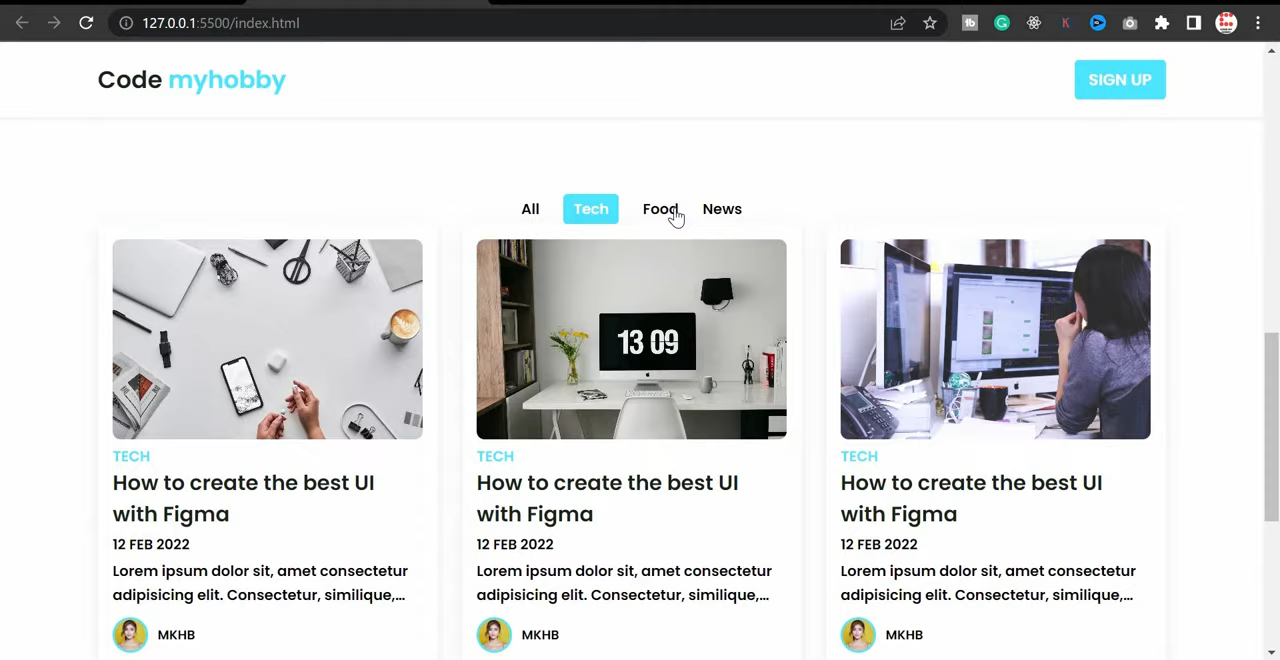 127.0.0.1:5500/index.html
Code myhobby
SIGN UP
All Tech Food News
13 09
TECH
How to create the best UI
with Figma
12 FEB 2022
Lorem ipsum dolor sit, amet consectetur
adipisicing elit. Consectetur, similique,...
MKHB
TECH
How to create the best UI
with Figma
12 FEB 2022
Lorem ipsum dolor sit, amet consectetur
adipisicing elit. Consectetur, similique,...
MKHB
TECH
How to create the best UI
with Figma
12 FEB 2022
Lorem ipsum dolor sit, amet consectetur
adipisicing elit. Consectetur, similique,...
MKHB